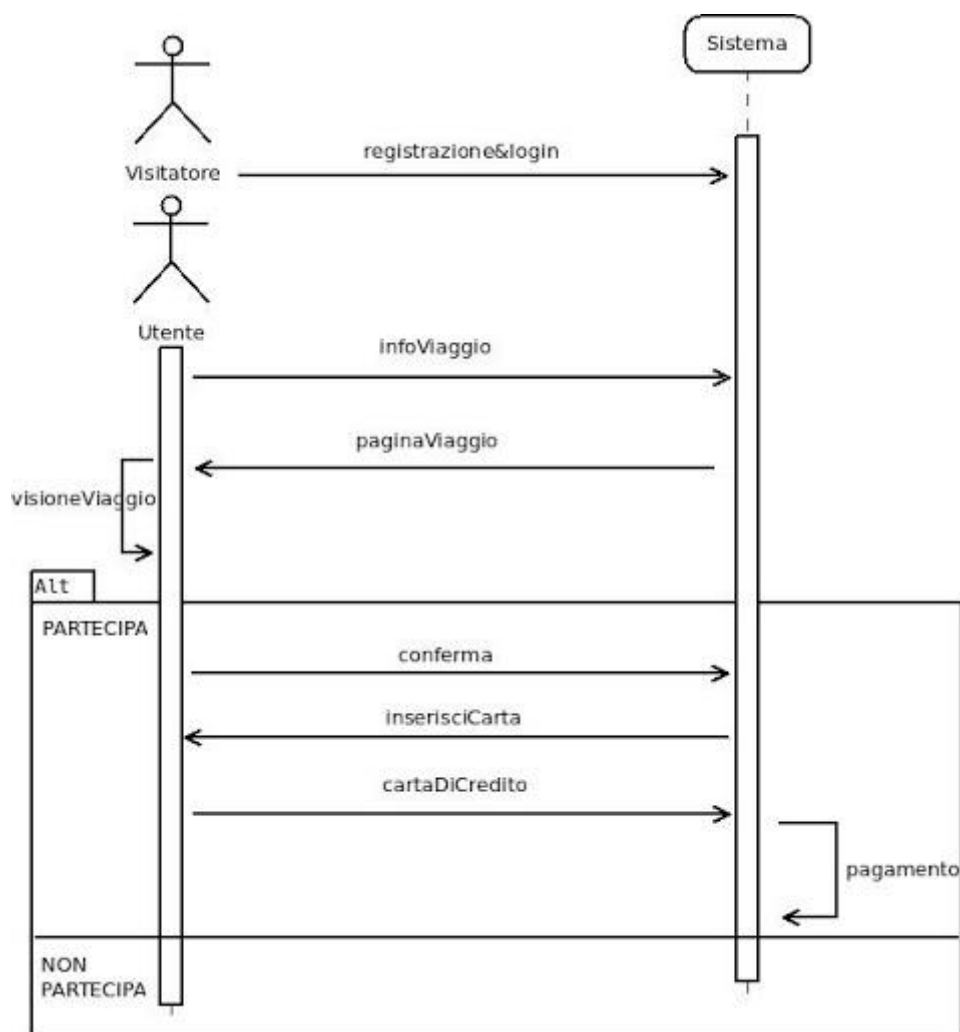 Sistema
registrazione&login
Visitatore
Utente
infoViaggio
paginaViaggio
visioneViaggio
Alt
PARTECIPA
conferma
inserisciCarta
cartaDiCredito
pagamento
NON
PARTECIPA